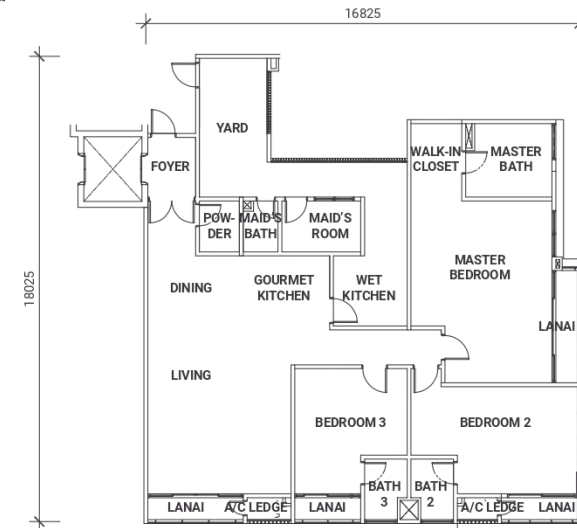 16825
18025
YARD
FOYER
WALK-IN
CLOSET
MASTER
BATH
POW-
DER
MAID'S
BATH
MAID'S
ROOM
MASTER
BEDROOM
DINING
GOURMET
KITCHEN
WET
KITCHEN
LANAI
LIVING
BEDROOM 3
BEDROOM 2
BATH
3
BATH
2
LANAI
A/C LEDGE
LANAI
A/C LEDGE
LANAI